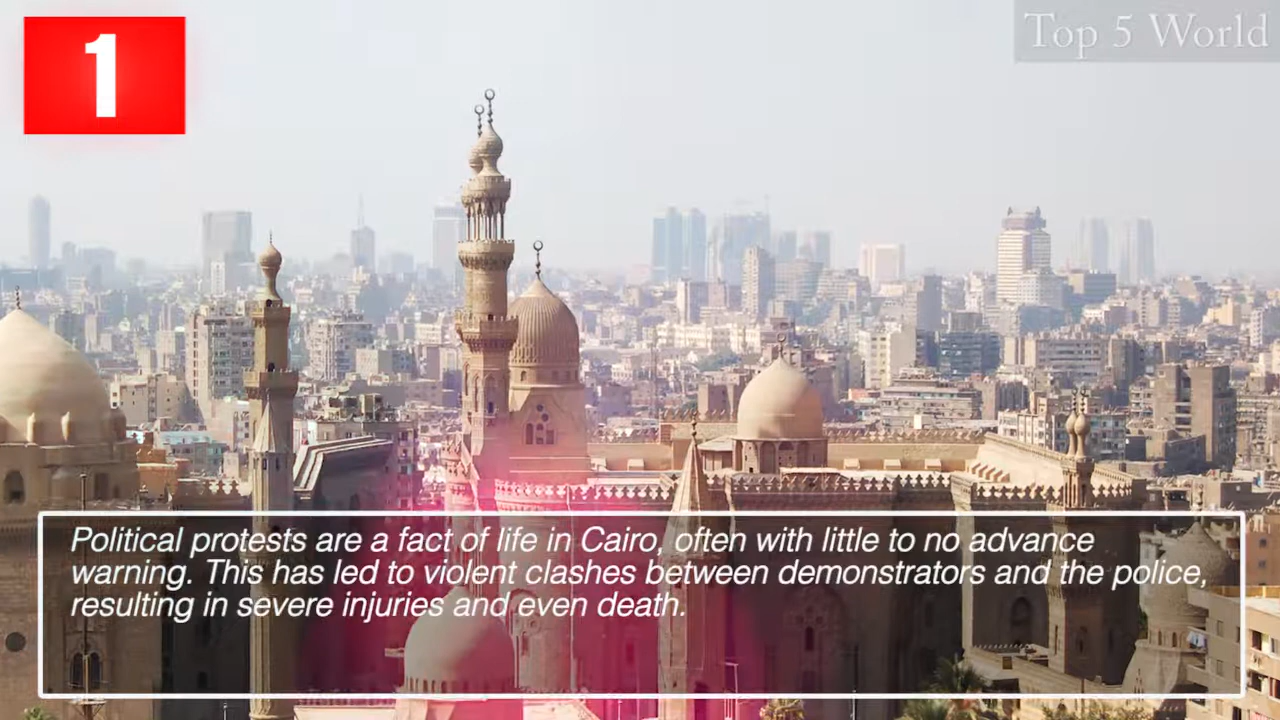 1
Top 5 World
Political protests are a fact of life in Cairo, often with little to no advance
warning. This has led to violent clashes between demonstrators and the police,
resulting in severe injuries and even death.